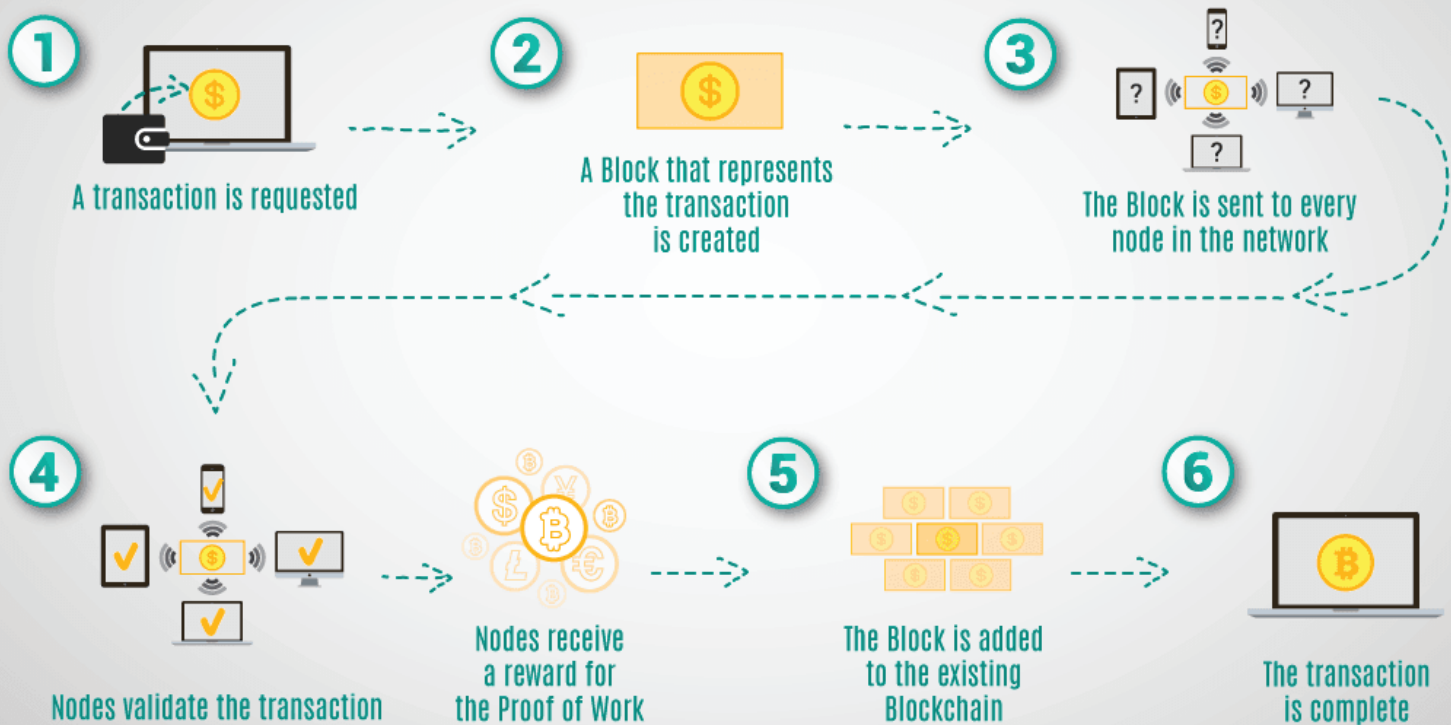 1
A transaction is requested
2
A Block that represents
the transaction
is created
3
The Block is sent to every
node in the network
4
Nodes validate the transaction
Nodes receive
a reward for
the Proof of Work
5
The Block is added
to the existing
Blockchain
6
The transaction
is complete